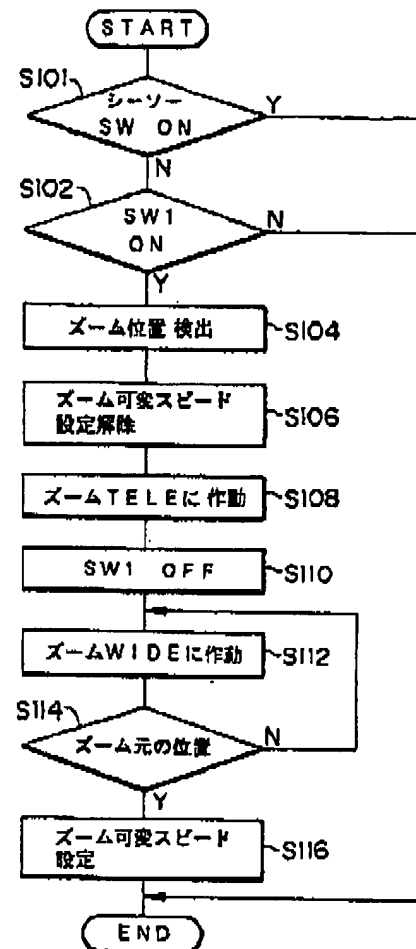 START
S101
シーソー
SW ON
Y
N
S102
SW1
ON
N
Y
ズーム位置 検出
S104
ズーム可変スピード
設定解除
S106
ズームTELEに作動
S108
SW1 OFF
S110
ズームWIDEに作動
S112
S114
ズーム元の位置
N
Y
ズーム可変スピード
設定
S116
END